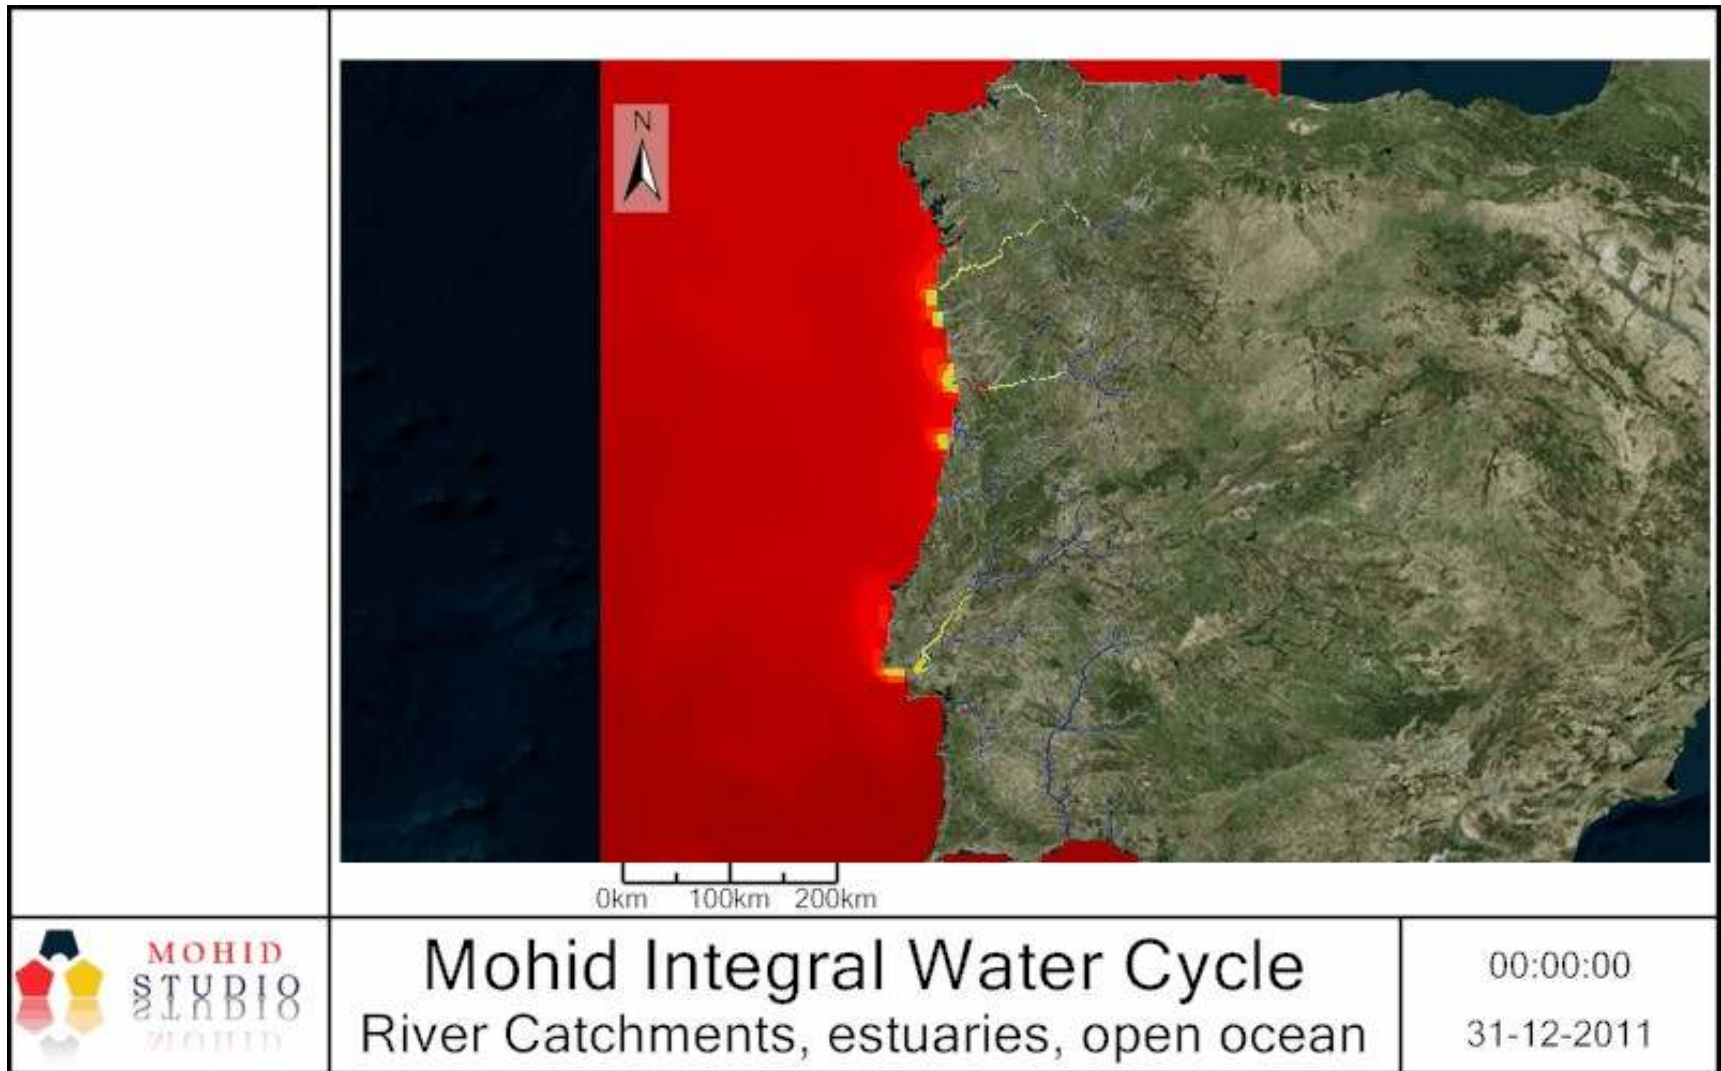 N
0km 100km 200km
MOHID
STUDIO
Mohid Integral Water Cycle
River Catchments, estuaries, open ocean
00:00:00
31-12-2011